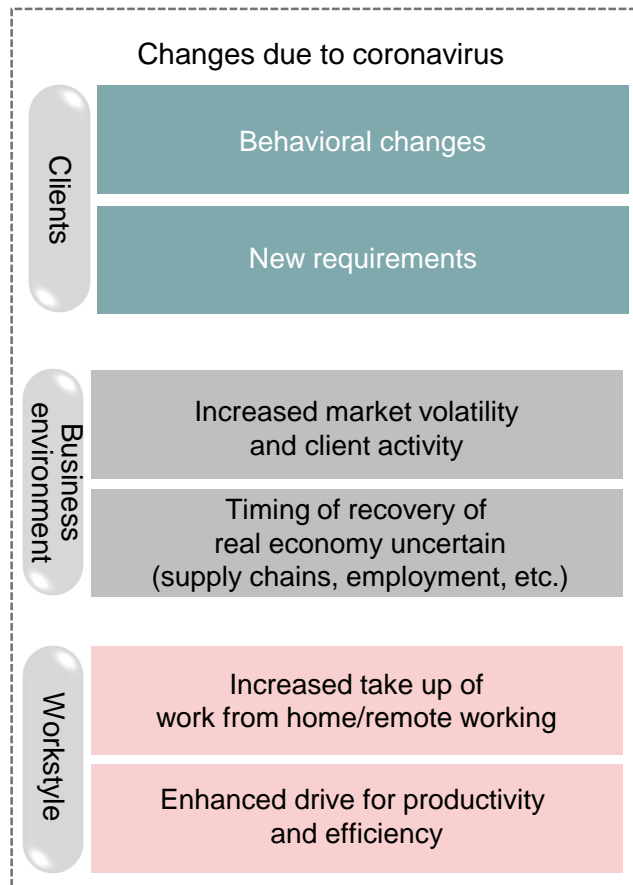 Changes due to coronavirus
Clients
Behavioral changes
New requirements
Business
environment
Increased market volatility
and client activity
Timing of recovery of
real economy uncertain
(supply chains, employment, etc.)
Workstyle
Increased take up of
work from home/remote working
Enhanced drive for productivity
and efficiency